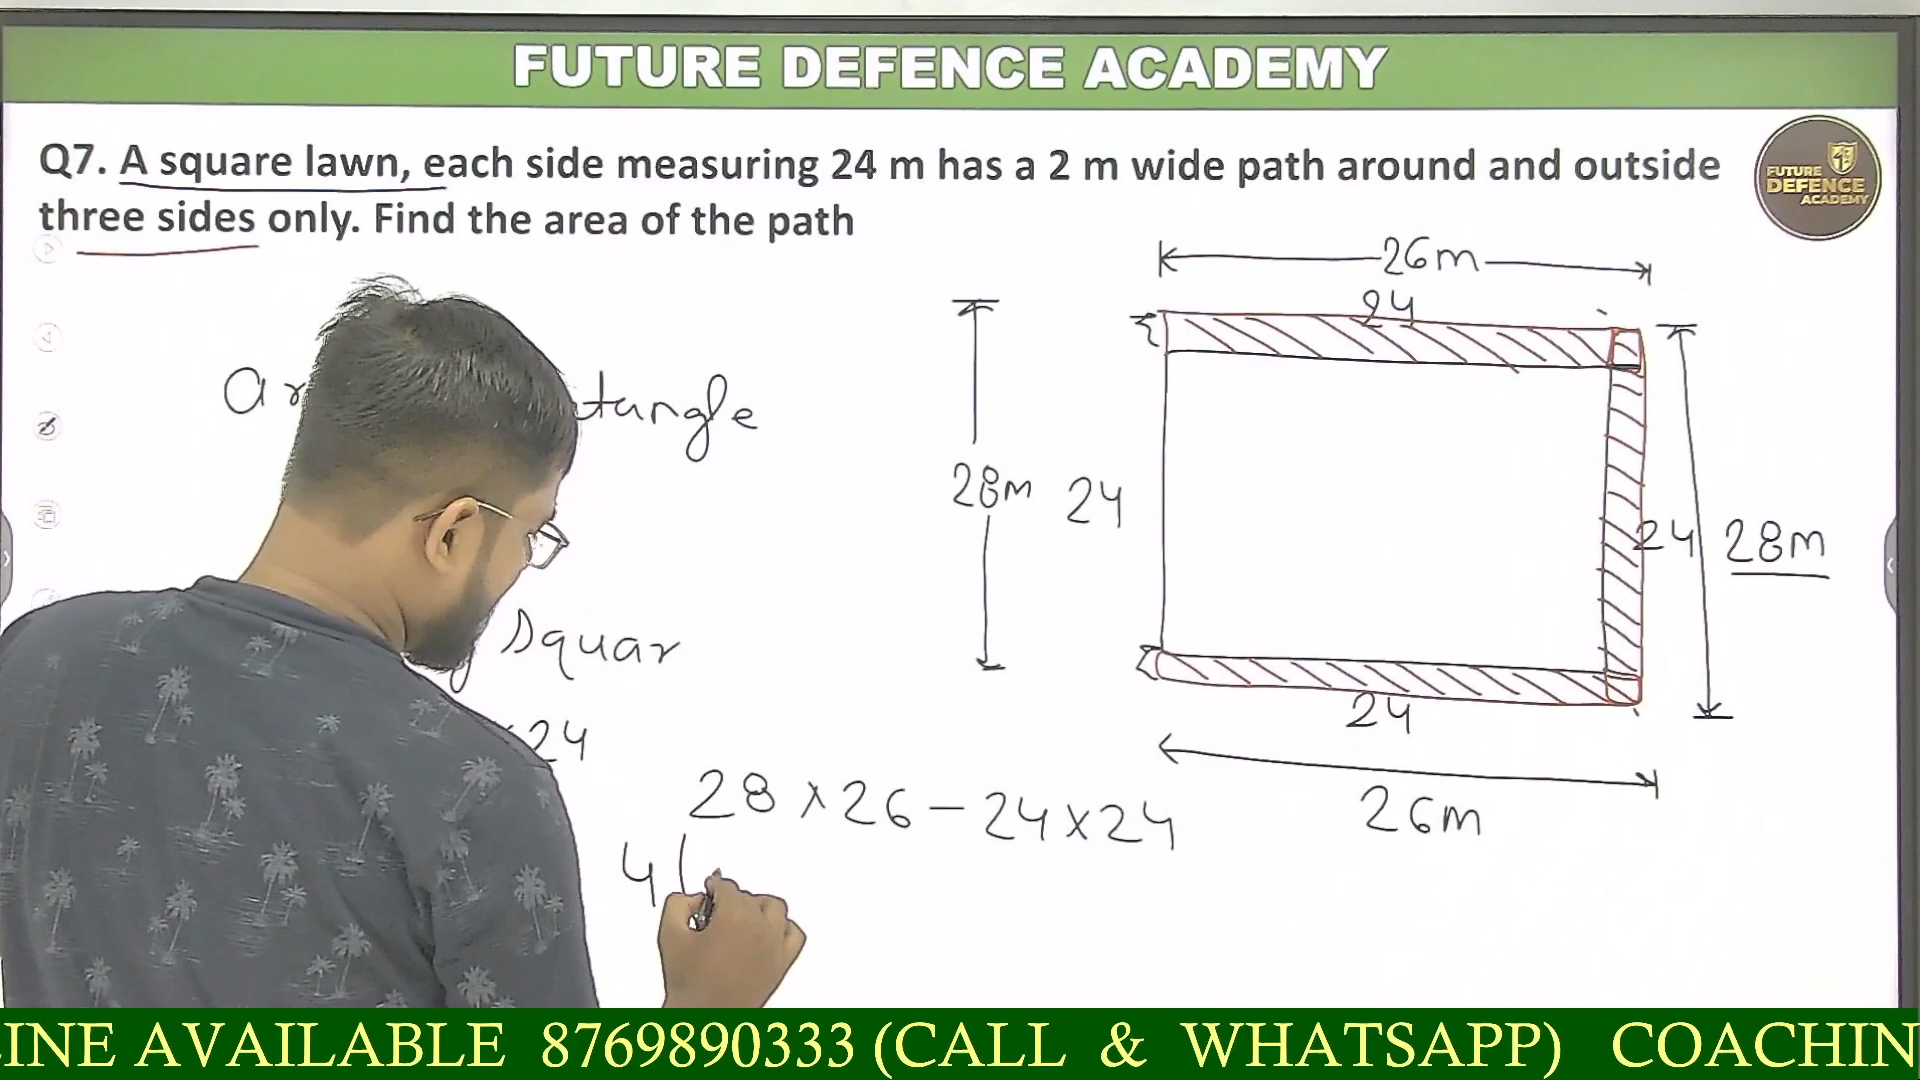 FUTURE DEFENCE ACADEMY
Q7. A square lawn, each side measuring 24 m has a 2 m wide path around and outside
three sides only. Find the area of the path
FUTURE
DEFENCE
ACADEMY
26m
24
28m
24
24
28m
24
26m
tangle
squar
24
28 × 26 – 24 × 24
4(
INE AVAILABLE 8769890333 (CALL & WHATSAPP) COACHIN